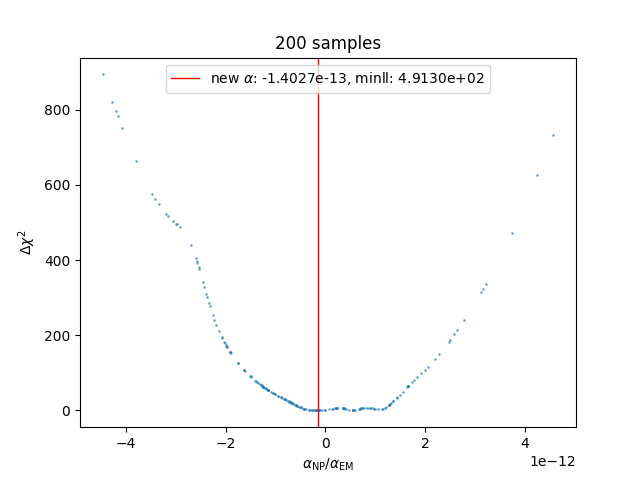 200 samples
new α: -1.4027e-13, minll: 4.9130e+02
Δχ²
800
600
400
200
0
−4 −2 0 2 4
1e−12
α_NP/α_EM